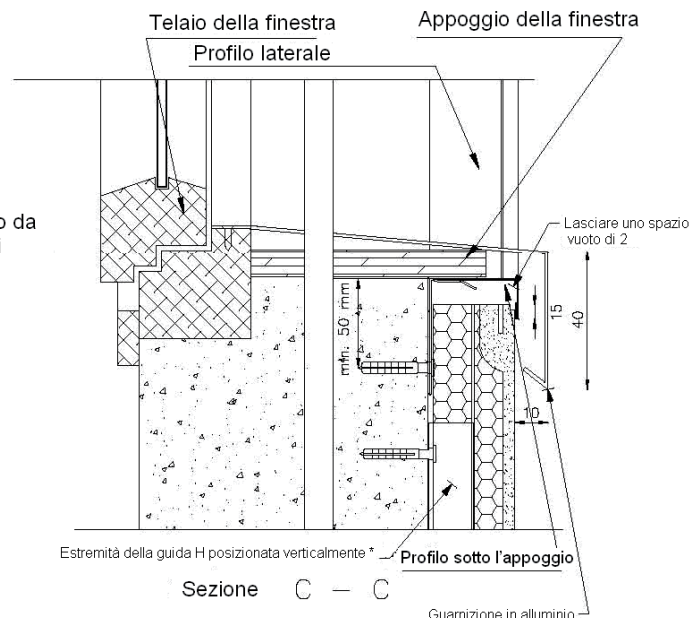 Telaio della finestra
Appoggio della finestra
Profilo laterale
o da
i
Lasciare uno spazio
vuoto di 2
min. 50 mm
15
40
10
Estremità della guida H posizionata verticalmente *
Profilo sotto l'appoggio
Sezione C – C
Guarnizione in alluminio